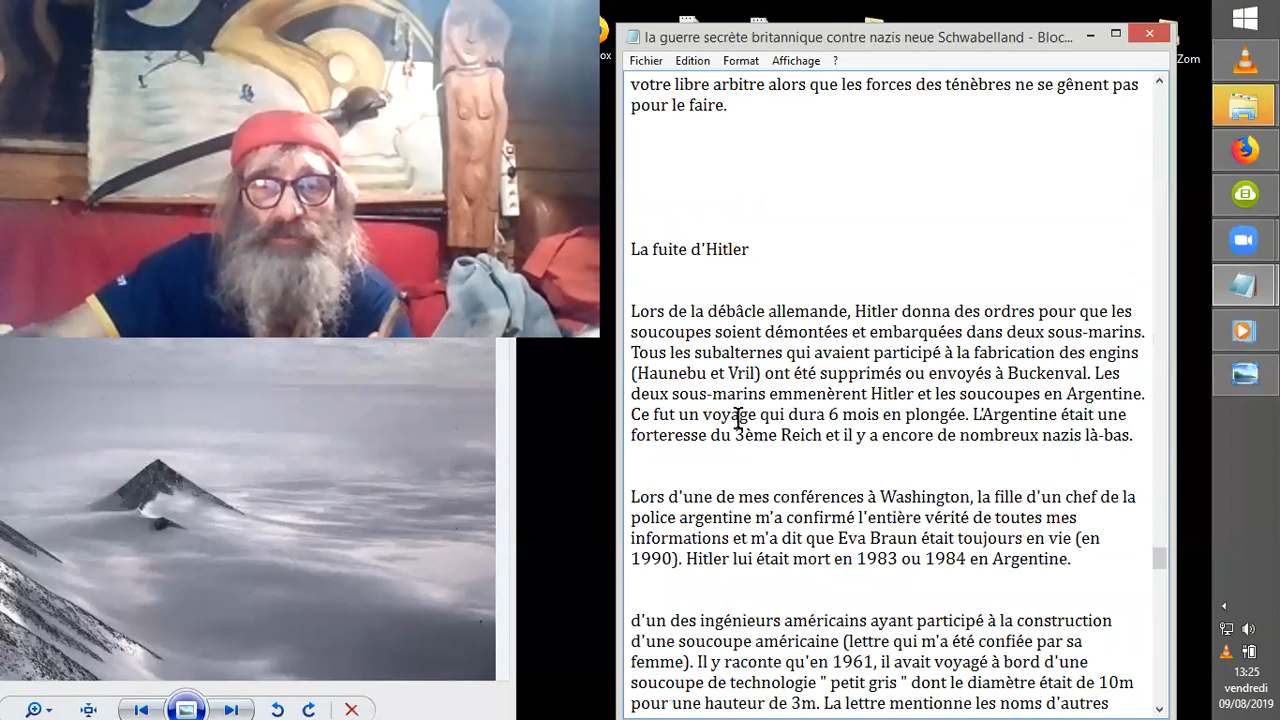 ox
la guerre secrète britannique contre nazis neue Schwabelland - Bloc...
Zom
Fichier Edition Format Affichage ?
votre libre arbitre alors que les forces des ténèbres ne se gênent pas
pour le faire.
La fuite d'Hitler
Lors de la débâcle allemande, Hitler donna des ordres pour que les
soucoupes soient démontées et embarquées dans deux sous-marins.
Tous les subalternes qui avaient participé à la fabrication des engins
(Haunebu et Vril) ont été supprimés ou envoyés à Buckenval. Les
deux sous-marins emmenèrent Hitler et les soucoupes en Argentine.
Ce fut un voyage qui dura 6 mois en plongée. L'Argentine était une
forteresse du 3ème Reich et il y a encore de nombreux nazis là-bas.
Lors d'une de mes conférences à Washington, la fille d'un chef de la
police argentine m'a confirmé l'entière vérité de toutes mes
informations et m'a dit que Eva Braun était toujours en vie (en
1990). Hitler lui était mort en 1983 ou 1984 en Argentine.
d'un des ingénieurs américains ayant participé à la construction
d'une soucoupe américaine (lettre qui m'a été confiée par sa
femme). Il y raconte qu'en 1961, il avait voyagé à bord d'une
soucoupe de technologie " petit gris " dont le diamètre était de 10m
pour une hauteur de 3m. La lettre mentionne les noms d'autres
13:25
vendredi
09/08/2019